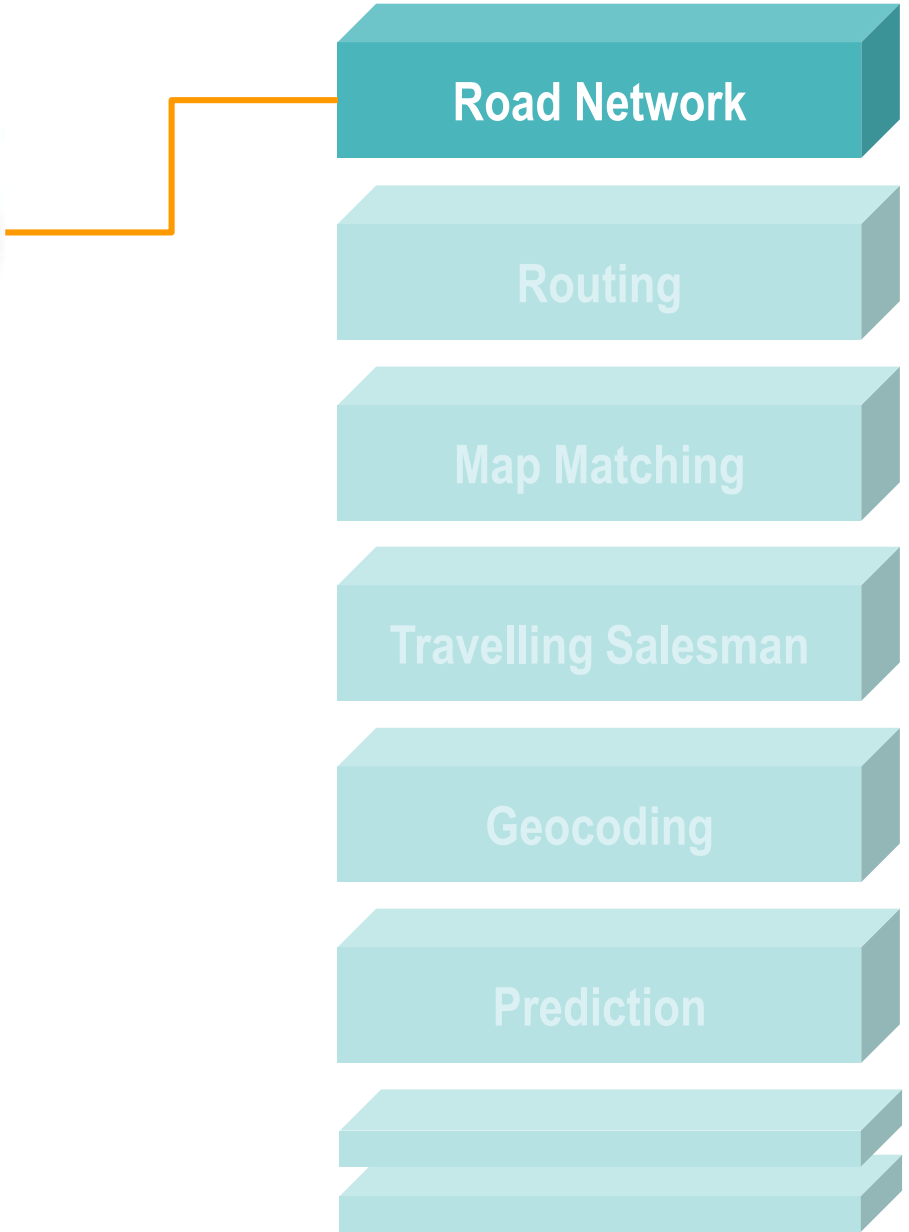 Road Network
Routing
Map Matching
Travelling Salesman
Geocoding
Prediction